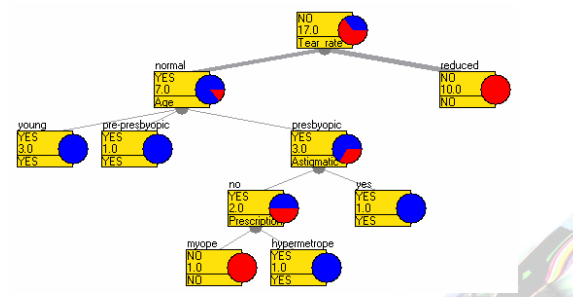 NO
17.0
Tear_rate
normal
YES
7.0
Age
reduced
NO
10.0
NO
young
YES
3.0
YES
pre-presbyopic
YES
1.0
YES
presbyopic
YES
3.0
Astigmatic
no
YES
2.0
Prescription
yes
YES
1.0
YES
myope
NO
1.0
NO
hypermetrope
YES
1.0
YES